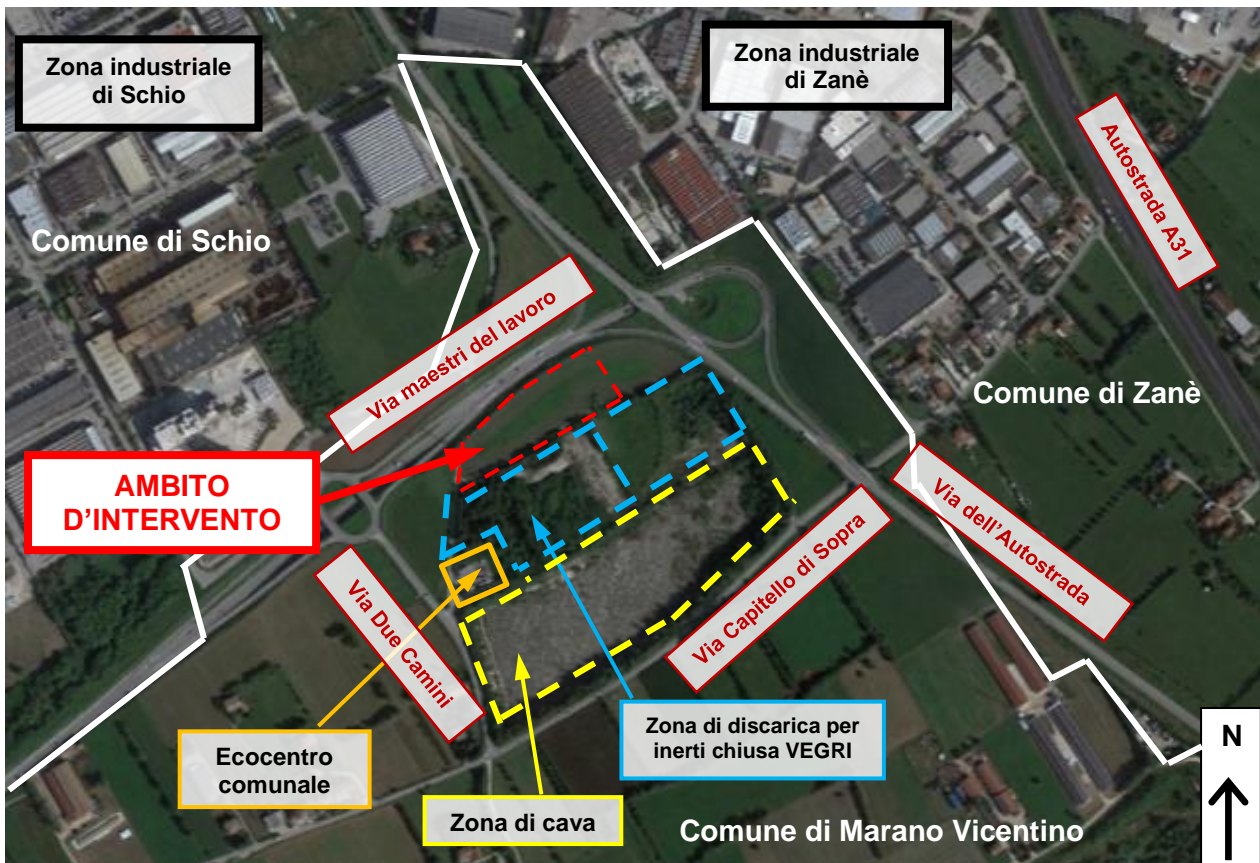 Zona industriale
di Schio
Zona industriale
di Zanè
Autostrada A31
Comune di Schio
Via maestri del lavoro
Comune di Zanè
AMBITO
D'INTERVENTO
Via dell'Autostrada
Via Due Camini
Via Capitello di Sopra
Ecocentro
comunale
Zona di discarica per
inerti chiusa VEGRI
N
Zona di cava
Comune di Marano Vicentino